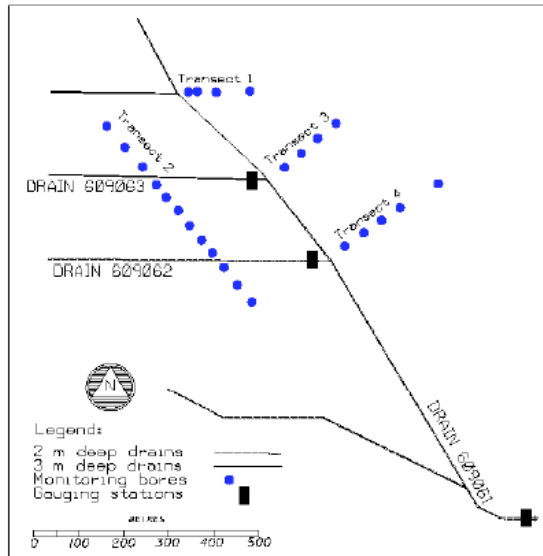 Transect 1
Transect 3
Transect 2
DRAIN 609063
Transect 4
DRAIN 609062
N
DRAIN 609061
Legend:
2 m deep drains
3 m deep drains
Monitoring bores
Gauging stations
METRES
0 100 200 300 400 500